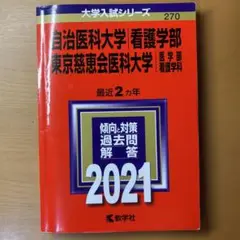 大学入試シリーズ
270
自治医科大学 看護学部
東京慈恵会医科大学 医学部 看護学科
最近2ヵ年
傾向と対策
過去問
解答
2021
教学社